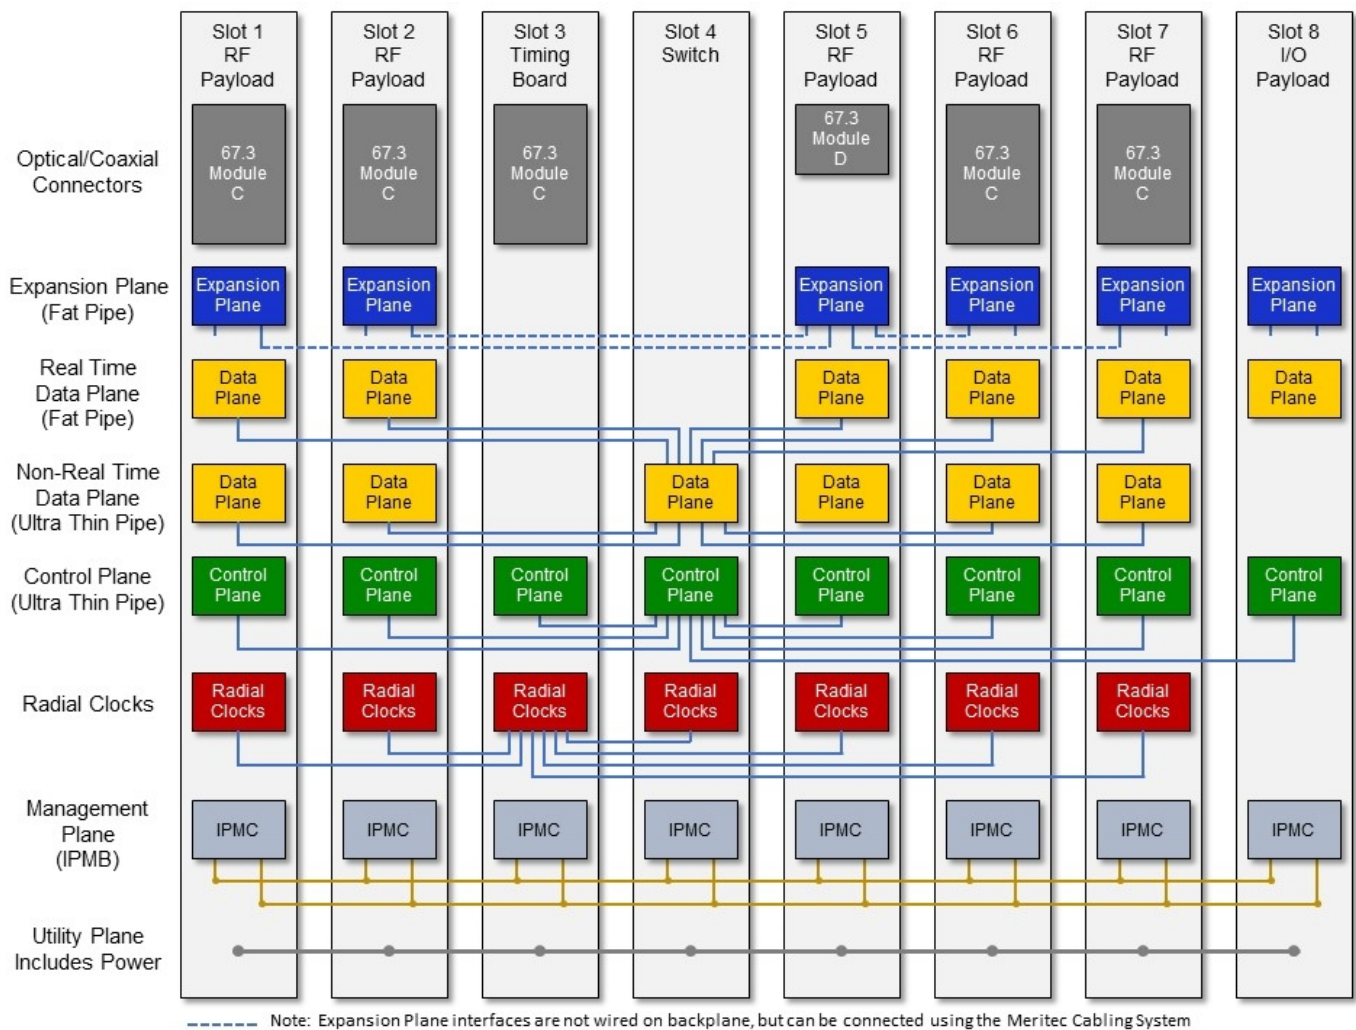 Slot 1
RF
Payload
Slot 2
RF
Payload
Slot 3
Timing
Board
Slot 4
Switch
Slot 5
RF
Payload
Slot 6
RF
Payload
Slot 7
RF
Payload
Slot 8
I/O
Payload
Optical/Coaxial
Connectors
67.3
Module
C
67.3
Module
C
67.3
Module
C
67.3
Module
D
67.3
Module
C
67.3
Module
C
Expansion Plane
(Fat Pipe)
Expansion
Plane
Expansion
Plane
Expansion
Plane
Expansion
Plane
Expansion
Plane
Expansion
Plane
Real Time
Data Plane
(Fat Pipe)
Data
Plane
Data
Plane
Data
Plane
Data
Plane
Data
Plane
Data
Plane
Non-Real Time
Data Plane
(Ultra Thin Pipe)
Data
Plane
Data
Plane
Data
Plane
Data
Plane
Data
Plane
Data
Plane
Control Plane
(Ultra Thin Pipe)
Control
Plane
Control
Plane
Control
Plane
Control
Plane
Control
Plane
Control
Plane
Control
Plane
Control
Plane
Radial Clocks
Radial
Clocks
Radial
Clocks
Radial
Clocks
Radial
Clocks
Radial
Clocks
Radial
Clocks
Radial
Clocks
Management
Plane
(IPMB)
IPMC
IPMC
IPMC
IPMC
IPMC
IPMC
IPMC
IPMC
Utility Plane
Includes Power
Note: Expansion Plane interfaces are not wired on backplane, but can be connected using the Meritec Cabling System